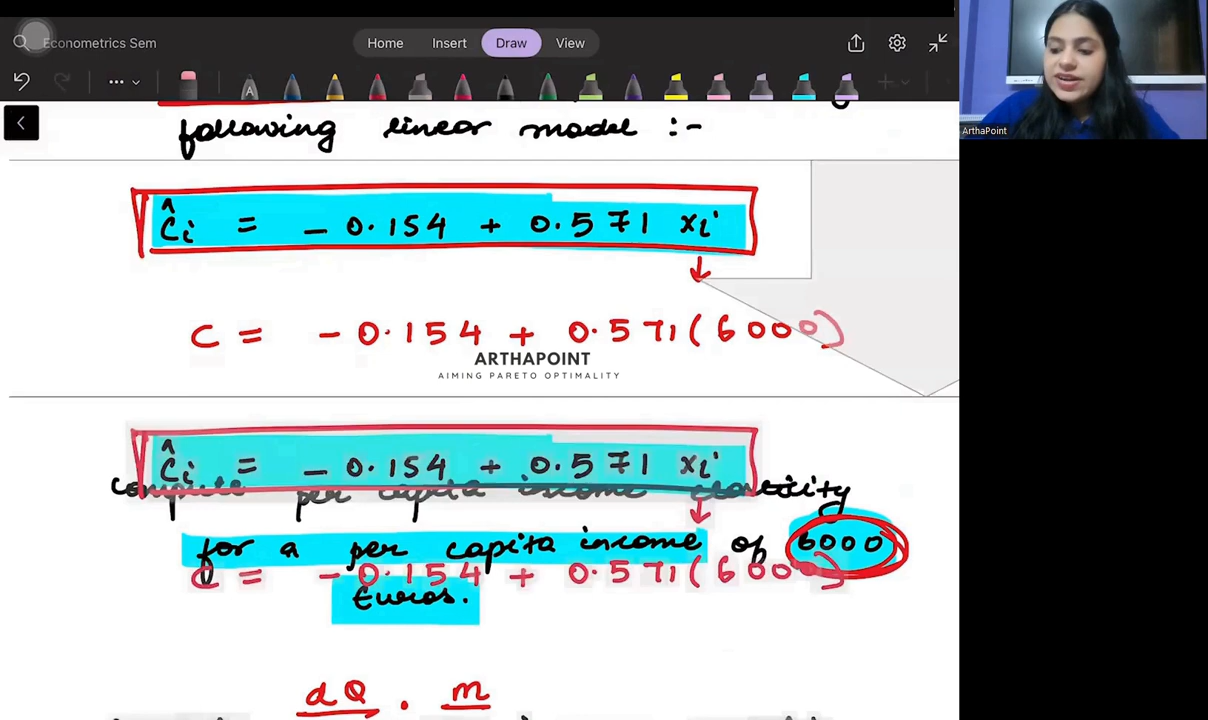 Econometrics Sem
Home Insert Draw View
A
ArthaPoint
following linear model :-
Ĉi = - 0.154 + 0.571 xi
C = - 0.154 + 0.571(6000)
ARTHAPOINT
AIMING PARETO OPTIMALITY
Ĉi = - 0.154 + 0.571 xi
compute per capita income elasticity
for a per capita income of 6000
C = - 0.154 + 0.571(6000)
Euros.
dQ . m